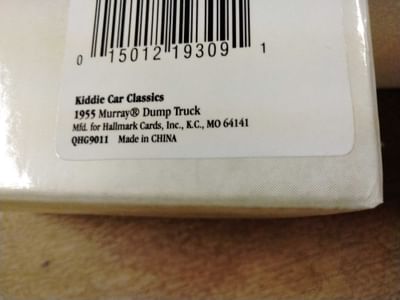 0 15012 19309 1
Kiddie Car Classics
1955 Murray® Dump Truck
Mfd. for Hallmark Cards, Inc., K.C., MO 64141
QHG9011 Made in CHINA